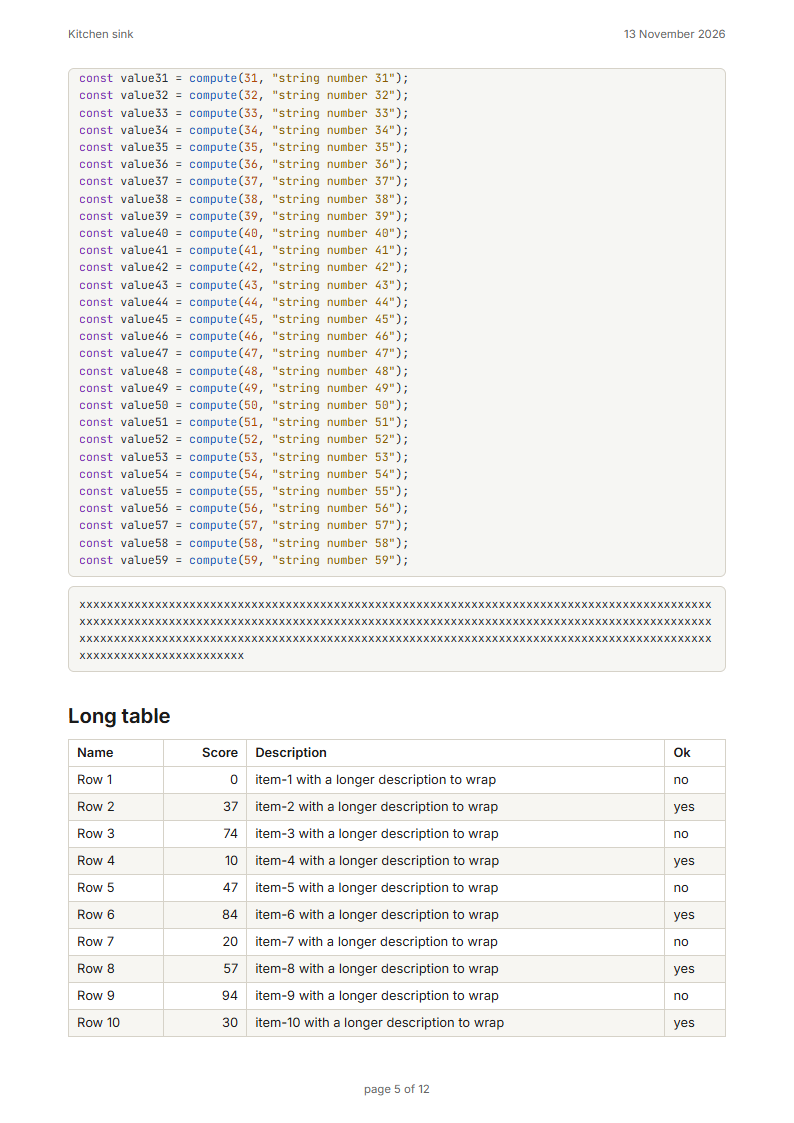 Kitchen sink
13 November 2026
const value31 = compute(31, "string number 31");
const value32 = compute(32, "string number 32");
const value33 = compute(33, "string number 33");
const value34 = compute(34, "string number 34");
const value35 = compute(35, "string number 35");
const value36 = compute(36, "string number 36");
const value37 = compute(37, "string number 37");
const value38 = compute(38, "string number 38");
const value39 = compute(39, "string number 39");
const value40 = compute(40, "string number 40");
const value41 = compute(41, "string number 41");
const value42 = compute(42, "string number 42");
const value43 = compute(43, "string number 43");
const value44 = compute(44, "string number 44");
const value45 = compute(45, "string number 45");
const value46 = compute(46, "string number 46");
const value47 = compute(47, "string number 47");
const value48 = compute(48, "string number 48");
const value49 = compute(49, "string number 49");
const value50 = compute(50, "string number 50");
const value51 = compute(51, "string number 51");
const value52 = compute(52, "string number 52");
const value53 = compute(53, "string number 53");
const value54 = compute(54, "string number 54");
const value55 = compute(55, "string number 55");
const value56 = compute(56, "string number 56");
const value57 = compute(57, "string number 57");
const value58 = compute(58, "string number 58");
const value59 = compute(59, "string number 59");
xxxxxxxxxxxxxxxxxxxxxxxxxxxxxxxxxxxxxxxxxxxxxxxxxxxxxxxxxxxxxxxxxxxxxxxxxxxxxxxxxxxxxxxxxxxx
xxxxxxxxxxxxxxxxxxxxxxxxxxxxxxxxxxxxxxxxxxxxxxxxxxxxxxxxxxxxxxxxxxxxxxxxxxxxxxxxxxxxxxxxxxxx
xxxxxxxxxxxxxxxxxxxxxxxxxxxxxxxxxxxxxxxxxxxxxxxxxxxxxxxxxxxxxxxxxxxxxxxxxxxxxxxxxxxxxxxxxxxx
xxxxxxxxxxxxxxxxxxxxxxxx
Long table
Name Score Description Ok
Row 1 0 item-1 with a longer description to wrap no
Row 2 37 item-2 with a longer description to wrap yes
Row 3 74 item-3 with a longer description to wrap no
Row 4 10 item-4 with a longer description to wrap yes
Row 5 47 item-5 with a longer description to wrap no
Row 6 84 item-6 with a longer description to wrap yes
Row 7 20 item-7 with a longer description to wrap no
Row 8 57 item-8 with a longer description to wrap yes
Row 9 94 item-9 with a longer description to wrap no
Row 10 30 item-10 with a longer description to wrap yes
page 5 of 12